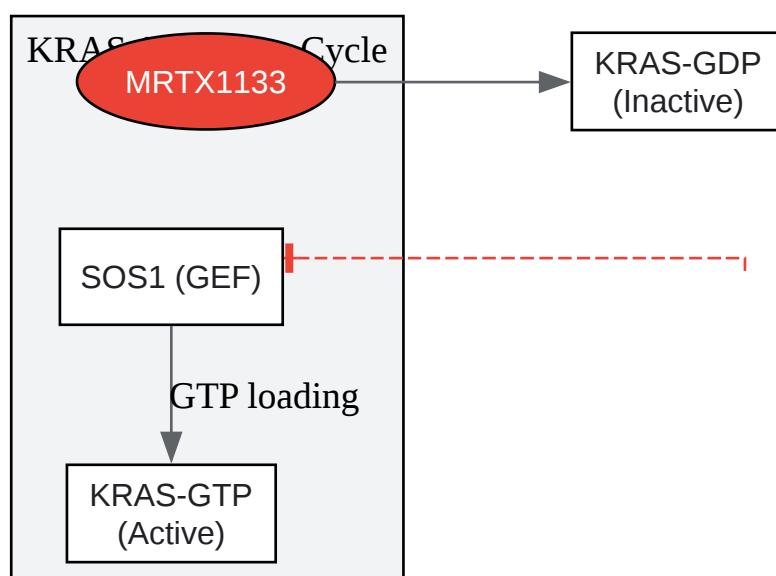 KRAS Cycle
MRTX1133
KRAS-GDP
(Inactive)
SOS1 (GEF)
GTP loading
KRAS-GTP
(Active)